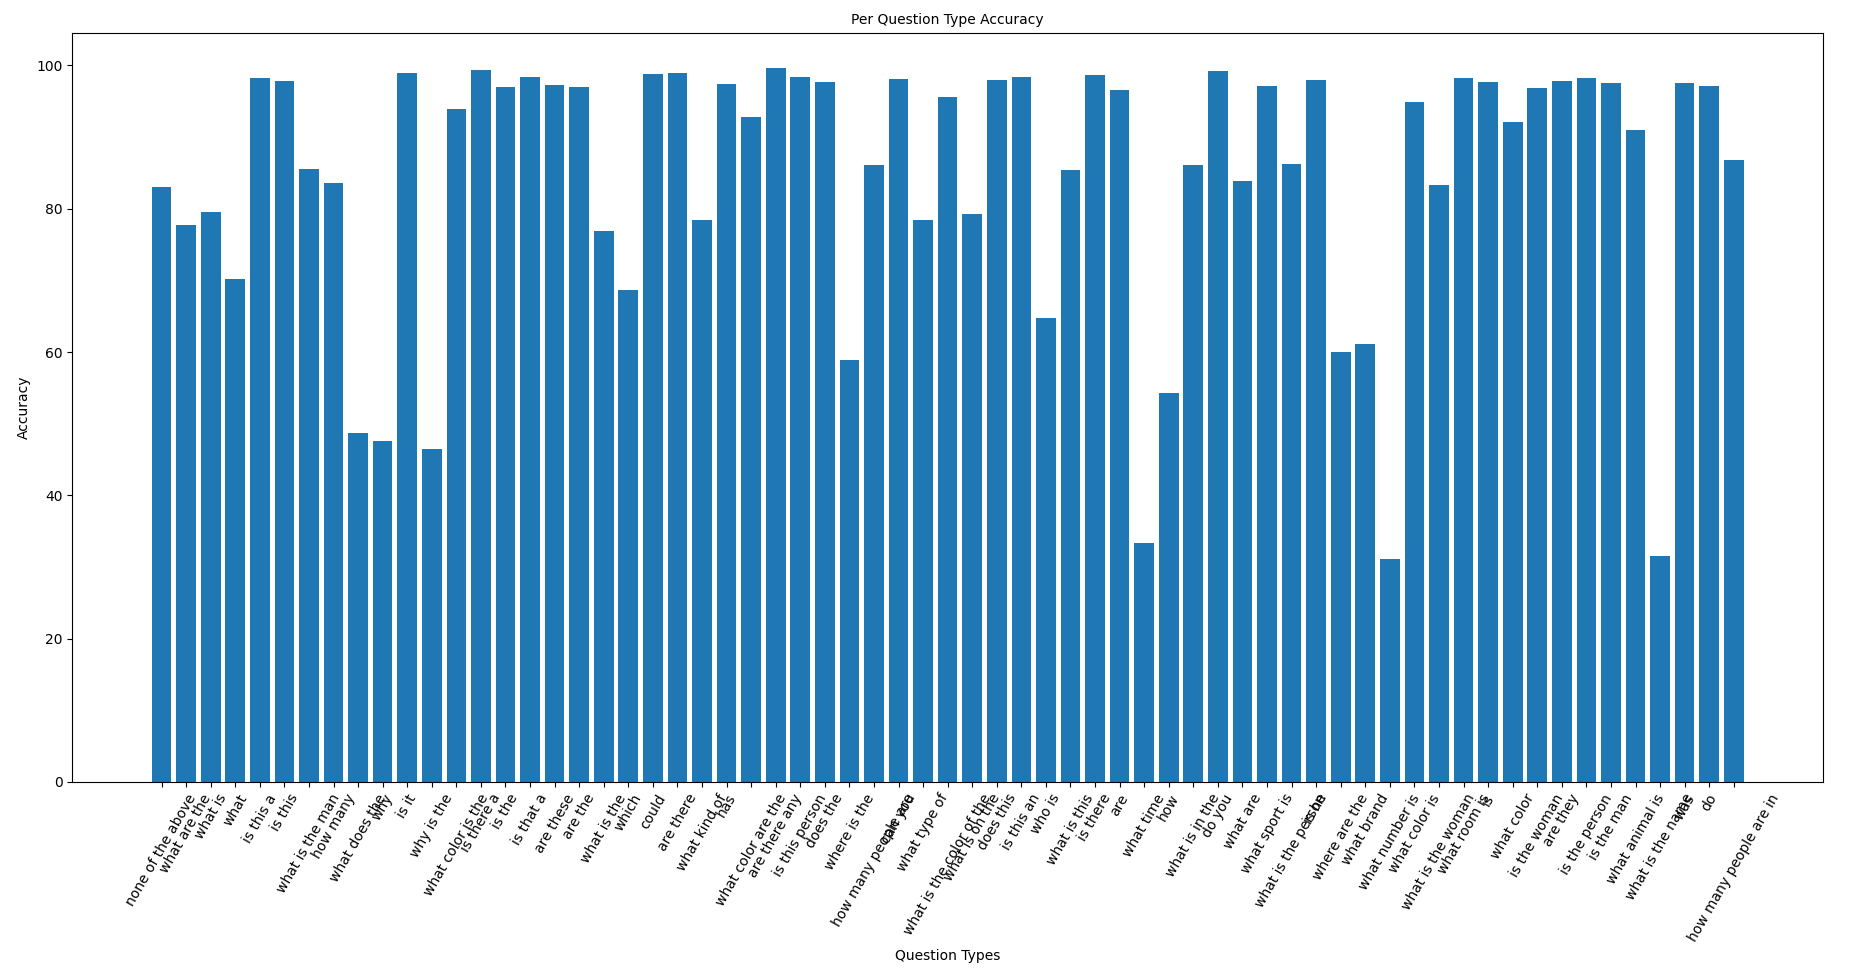 Per Question Type Accuracy
Accuracy
100
80
60
40
20
0
none of the above
what are the
what is
what
is this a
is this
what is the man
how many
what does the
why
is it
why is the
what color is the
is there a
is the
is that a
are these
are the
what is the
which
could
are there
what kind of
has
what color are the
are there any
is this person
does the
where is the
how many people are
can you
what type of
what is the color of the
what is on the
does this
is this an
who is
what is this
is there
are
what time
how
what is in the
do you
what are
what sport is
what is the person
is he
where are the
what brand
what number is
what color is
what is the woman
what room is
is
what color
is the woman
are they
is the person
is the man
what animal is
what is the name
was
do
how many people are in
Question Types